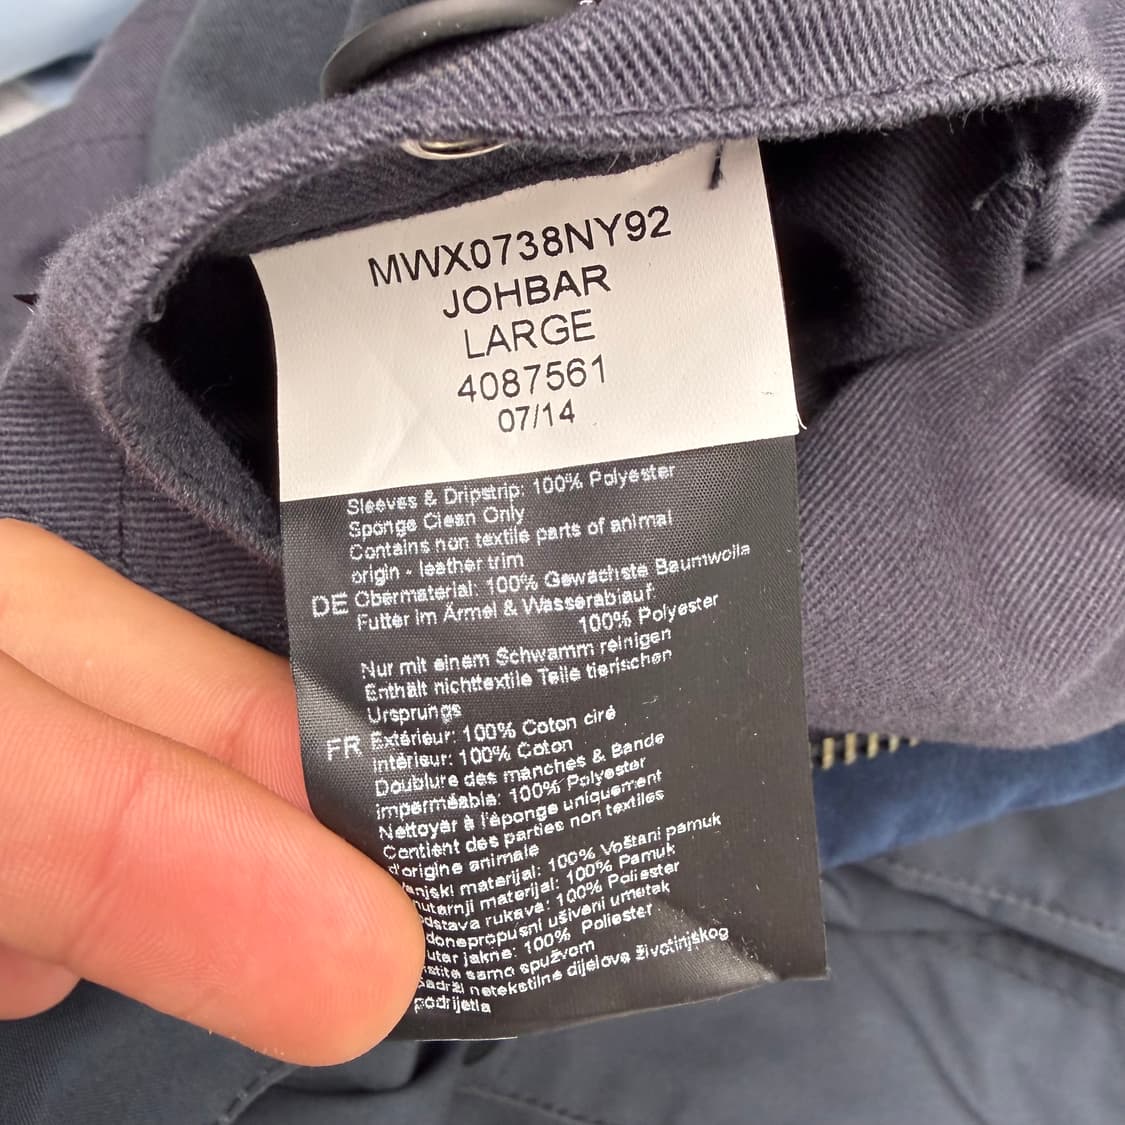 MWX0738NY92
JOHBAR
LARGE
4087561
07/14
Sleeves & Dripstrip: 100% Polyester
Sponge Clean Only
Contains non textile parts of animal
origin - leather trim
DE Obermaterial: 100% Gewachste Baumwolle
Futter im Ärmel & Wasserablauf:
100% Polyester
Nur mit einem Schwamm reinigen
Enthält nichttextile Teile tierischen
Ursprungs
FR Extérieur: 100% Coton ciré
Intérieur: 100% Coton
Doublure des manches & Bande
imperméable: 100% Polyester
Nettoyer à l'éponge uniquement
Contient des parties non textiles
d'origine animale
materijal: 100% Voštani pamuk
materijal: 100% Pamuk
rukava: 100% Poliester
ušiveni umetak
jakne: 100% Poliester
samo spužvom
netekstilne dijelove životinjskog
podrijetla